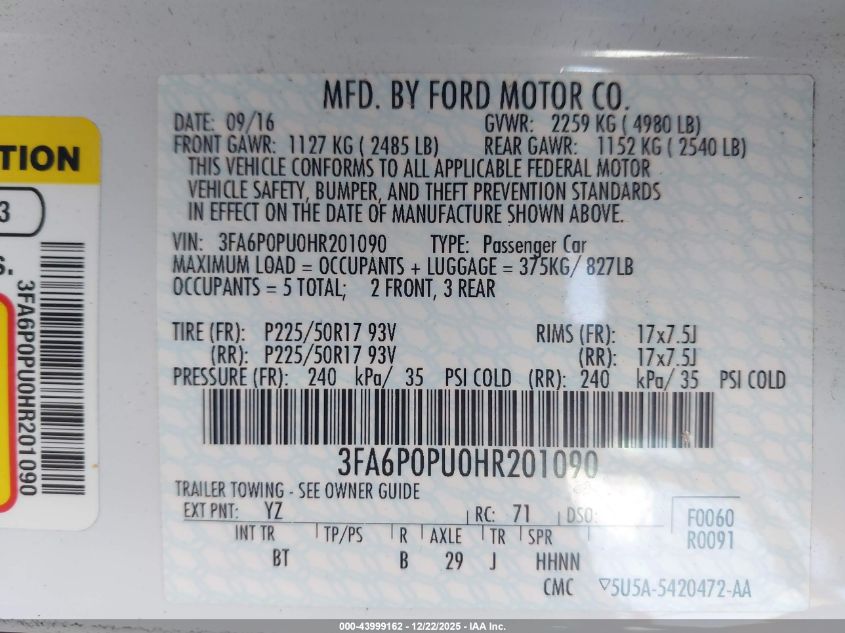 MFD. BY FORD MOTOR CO.
DATE: 09/16 GVWR: 2259 KG ( 4980 LB)
FRONT GAWR: 1127 KG ( 2485 LB) REAR GAWR: 1152 KG ( 2540 LB)
THIS VEHICLE CONFORMS TO ALL APPLICABLE FEDERAL MOTOR
VEHICLE SAFETY, BUMPER, AND THEFT PREVENTION STANDARDS
IN EFFECT ON THE DATE OF MANUFACTURE SHOWN ABOVE.
VIN: 3FA6P0PU0HR201090 TYPE: Passenger Car
MAXIMUM LOAD = OCCUPANTS + LUGGAGE = 375KG/ 827LB
OCCUPANTS = 5 TOTAL; 2 FRONT, 3 REAR
TIRE (FR): P225/50R17 93V RIMS (FR): 17x7.5J
(RR): P225/50R17 93V (RR): 17x7.5J
PRESSURE (FR): 240 kPa/ 35 PSI COLD (RR): 240 kPa/ 35 PSI COLD
3FA6P0PU0HR201090
TRAILER TOWING - SEE OWNER GUIDE
EXT PNT: YZ RC: 71 DSO: F0060
R0091
INT TR TP/PS R AXLE TR SPR
BT B 29 J HHNN
CMC 5U5A-5420472-AA
TION
3
S.
3FA6P0PU0HR201090
000-43999162 - 12/22/2025 - IAA Inc.